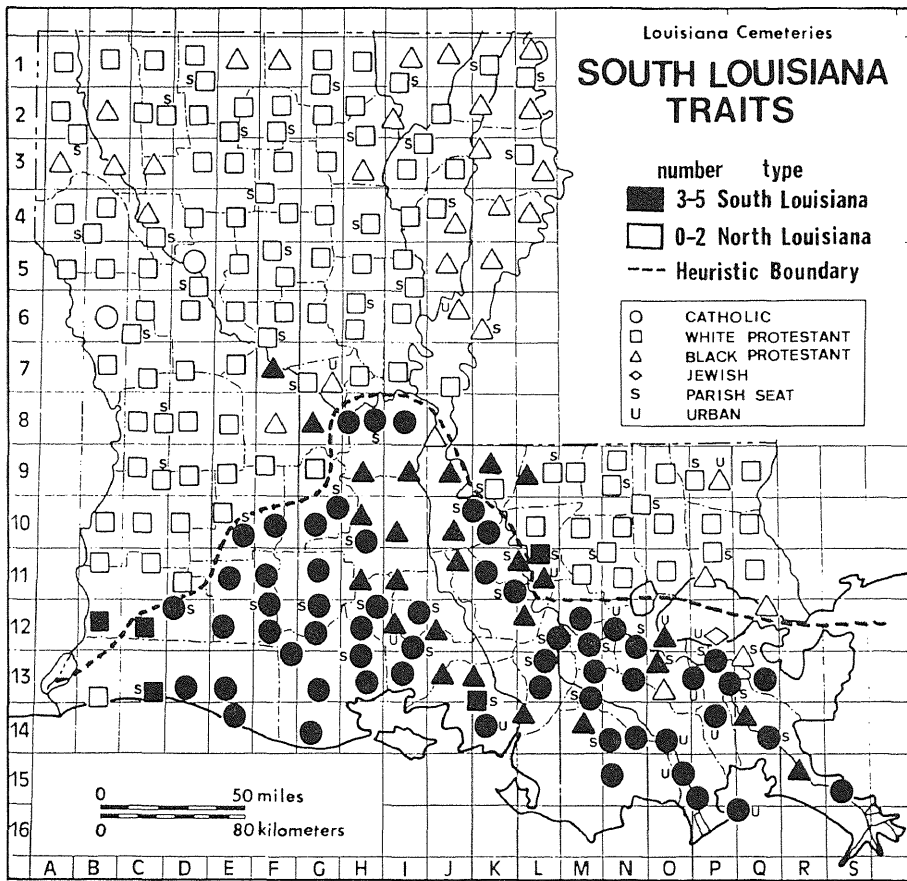 Louisiana Cemeteries
SOUTH LOUISIANA
TRAITS
number type
3-5 South Louisiana
0-2 North Louisiana
Heuristic Boundary
CATHOLIC
WHITE PROTESTANT
BLACK PROTESTANT
JEWISH
S PARISH SEAT
U URBAN
1
2
3
4
5
6
7
8
9
10
11
12
13
14
15
16
0 50 miles
0 80 kilometers
A B C D E F G H I J K L M N O P Q R S